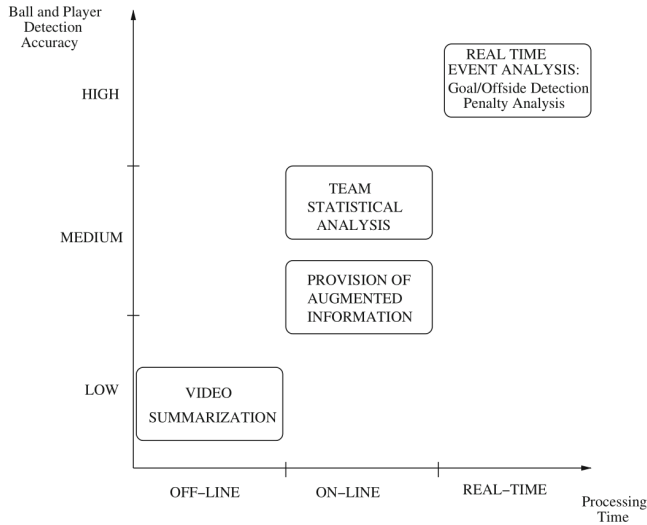 Ball and Player
Detection
Accuracy
REAL TIME
EVENT ANALYSIS:
Goal/Offside Detection
Penalty Analysis
HIGH
TEAM
STATISTICAL
ANALYSIS
MEDIUM
PROVISION OF
AUGMENTED
INFORMATION
LOW
VIDEO
SUMMARIZATION
OFF–LINE
ON–LINE
REAL–TIME
Processing
Time